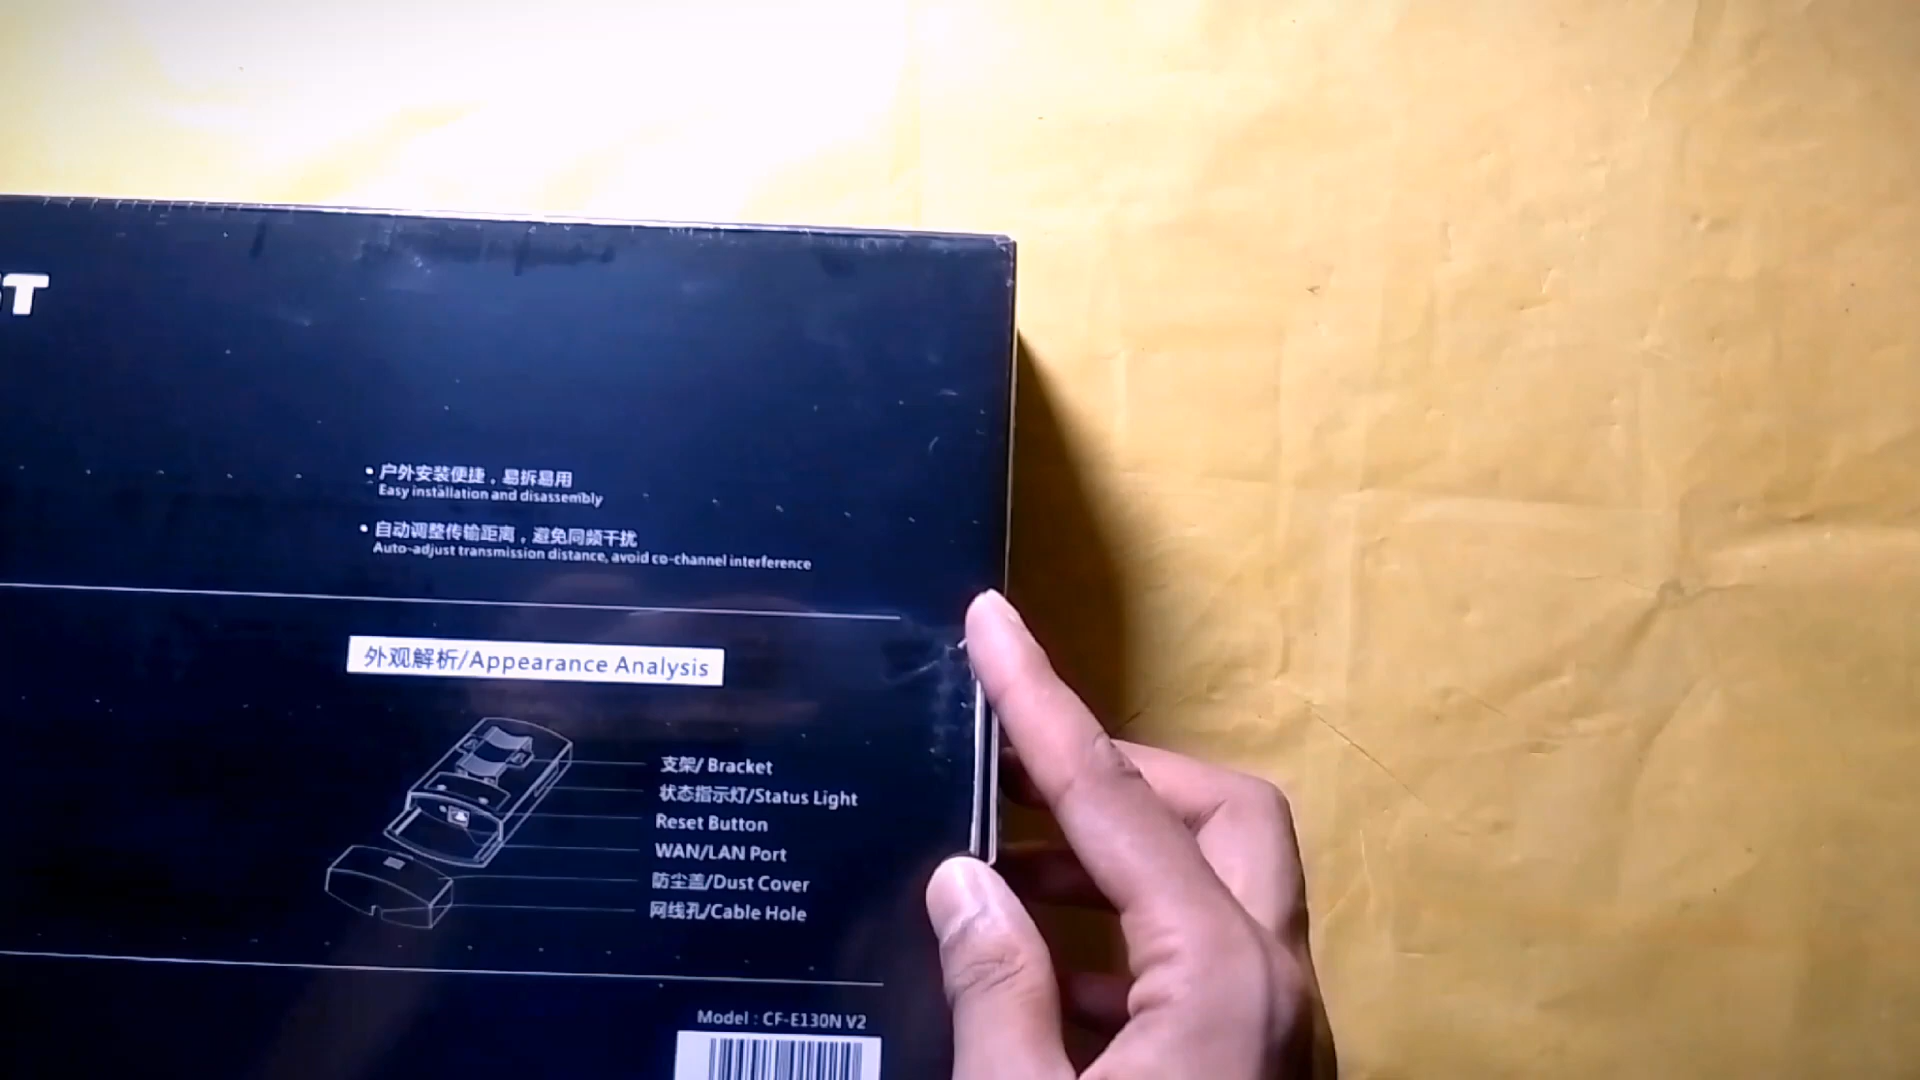 ST
• 户外安装便捷，易拆易用
Easy installation and disassembly
• 自动调整传输距离，避免同频干扰
Auto-adjust transmission distance, avoid co-channel interference
外观解析/Appearance Analysis
支架/ Bracket
状态指示灯/Status Light
Reset Button
WAN/LAN Port
防尘盖/Dust Cover
网线孔/Cable Hole
Model : CF-E130N V2